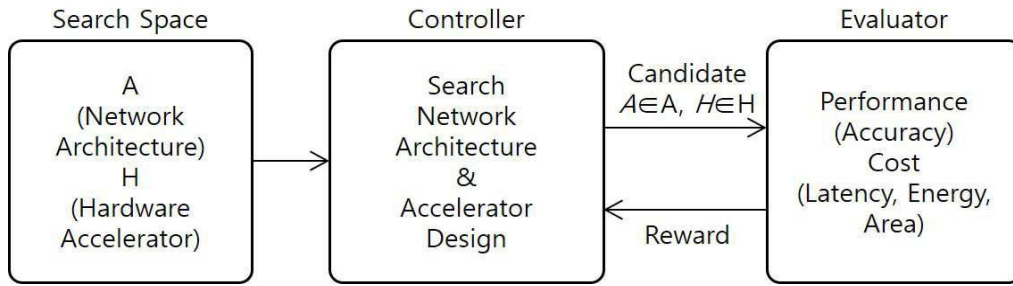 Search Space
A
(Network
Architecture)
H
(Hardware
Accelerator)
Controller
Search
Network
Architecture
&
Accelerator
Design
Candidate
A∈A, H∈H
Reward
Evaluator
Performance
(Accuracy)
Cost
(Latency, Energy,
Area)